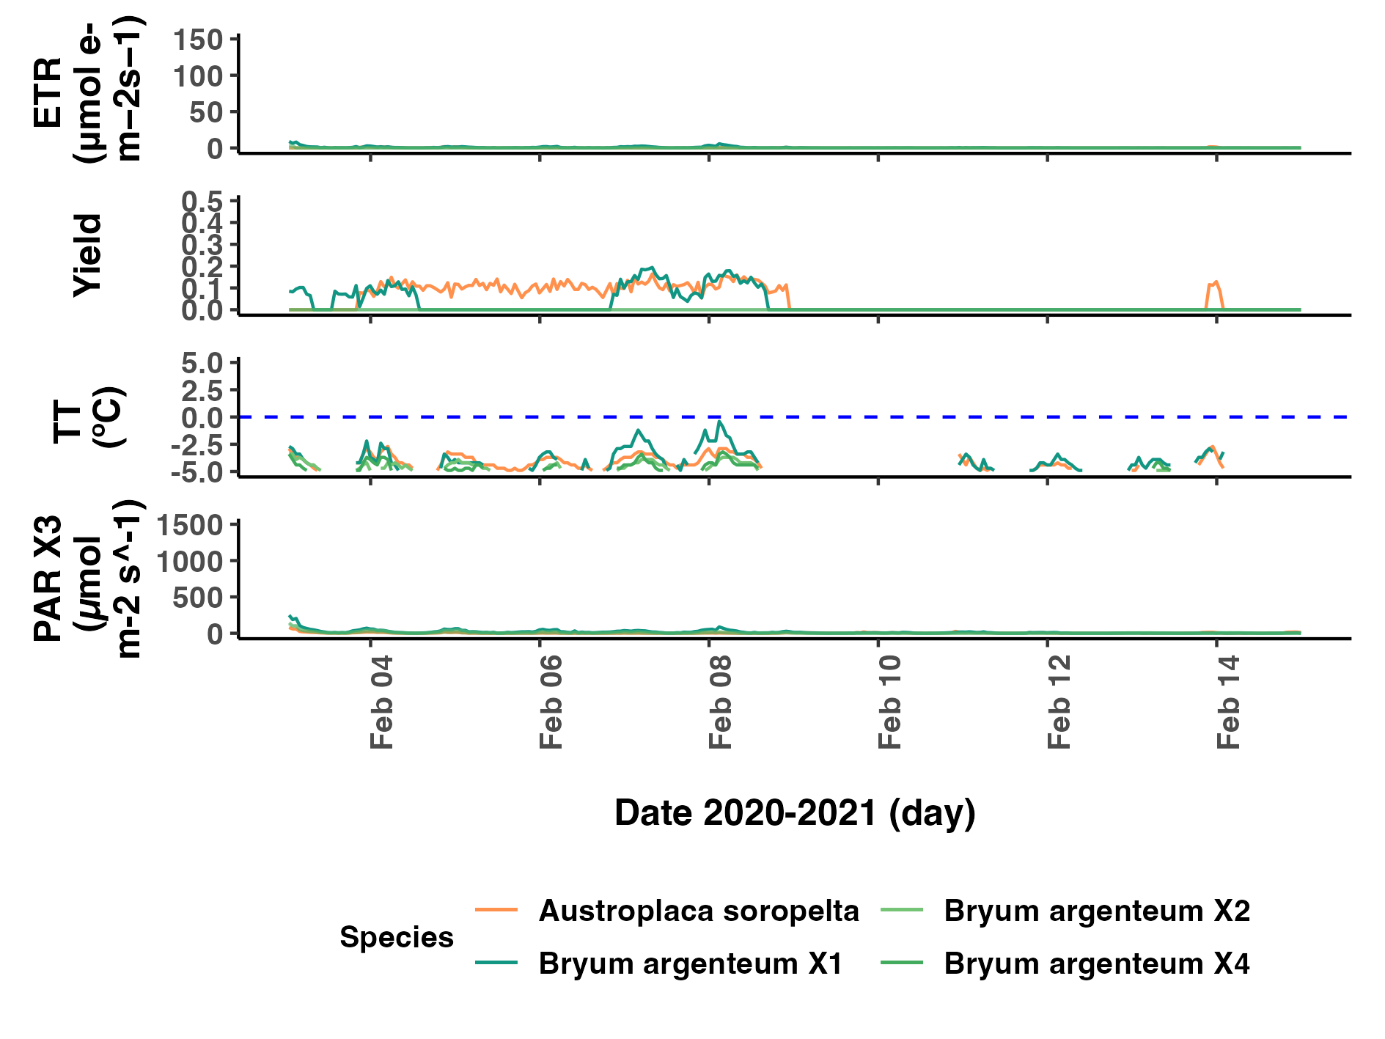 ETR
(µmol e-
m−2s−1)
150
100
50
0
Yield
0.5
0.4
0.3
0.2
0.1
0.0
TT
(ºC)
5.0
2.5
0.0
-2.5
-5.0
PAR X3
(µmol
m-2 s^-1)
1500
1000
500
0
Feb 04
Feb 06
Feb 08
Feb 10
Feb 12
Feb 14
Date 2020-2021 (day)
Species
Austroplaca soropelta
Bryum argenteum X2
Bryum argenteum X1
Bryum argenteum X4